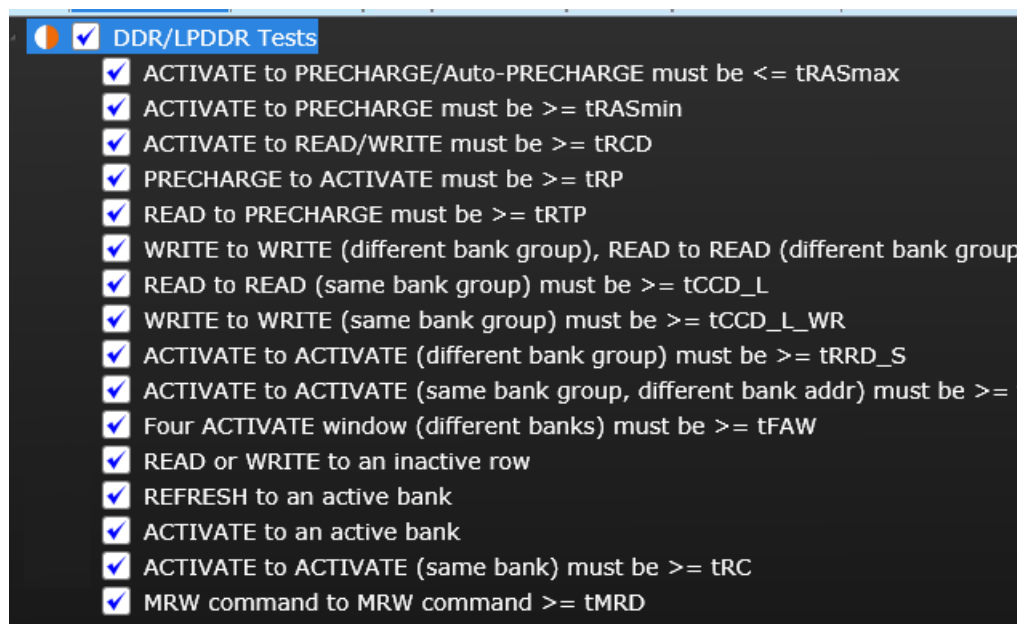 DDR/LPDDR Tests
ACTIVATE to PRECHARGE/Auto-PRECHARGE must be <= tRASmax
ACTIVATE to PRECHARGE must be >= tRASmin
ACTIVATE to READ/WRITE must be >= tRCD
PRECHARGE to ACTIVATE must be >= tRP
READ to PRECHARGE must be >= tRTP
WRITE to WRITE (different bank group), READ to READ (different bank group
READ to READ (same bank group) must be >= tCCD_L
WRITE to WRITE (same bank group) must be >= tCCD_L_WR
ACTIVATE to ACTIVATE (different bank group) must be >= tRRD_S
ACTIVATE to ACTIVATE (same bank group, different bank addr) must be >=
Four ACTIVATE window (different banks) must be >= tFAW
READ or WRITE to an inactive row
REFRESH to an active bank
ACTIVATE to an active bank
ACTIVATE to ACTIVATE (same bank) must be >= tRC
MRW command to MRW command >= tMRD